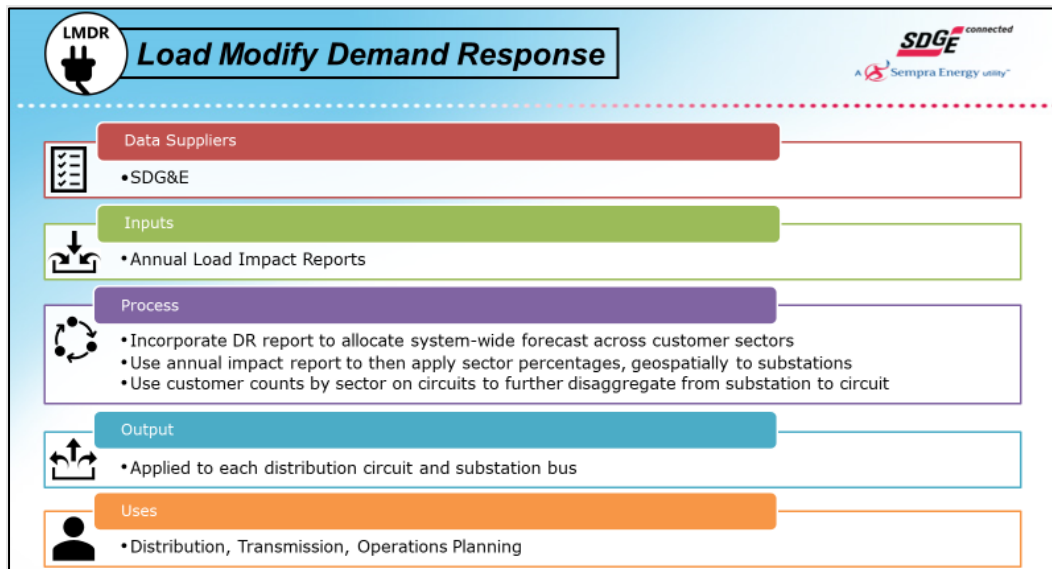 LMDR
Load Modify Demand Response
SDGE connected
A Sempra Energy utility™
Data Suppliers
•SDG&E
Inputs
•Annual Load Impact Reports
Process
•Incorporate DR report to allocate system-wide forecast across customer sectors
•Use annual impact report to then apply sector percentages, geospatially to substations
•Use customer counts by sector on circuits to further disaggregate from substation to circuit
Output
•Applied to each distribution circuit and substation bus
Uses
•Distribution, Transmission, Operations Planning